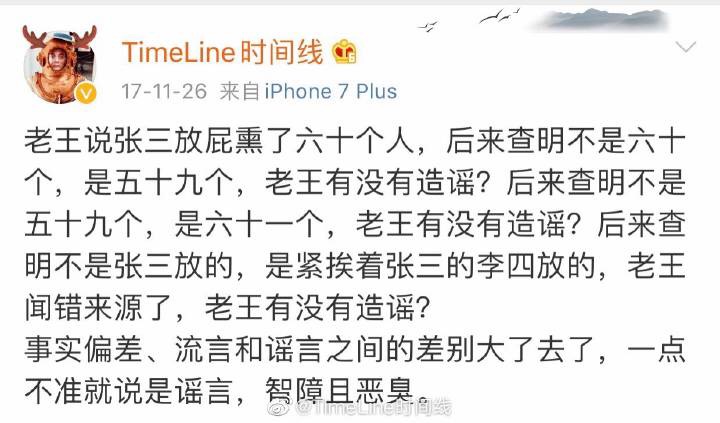 TimeLine时间线
17-11-26 来自iPhone 7 Plus
老王说张三放屁熏了六十个人，后来查明不是六十
个，是五十九个，老王有没有造谣？后来查明不是
五十九个，是六十一个，老王有没有造谣？后来查
明不是张三放的，是紧挨着张三的李四放的，老王
闻错来源了，老王有没有造谣？
事实偏差、流言和谣言之间的差别大了去了，一点
不准就说是谣言，智障且恶臭。
@TimeLine时间线